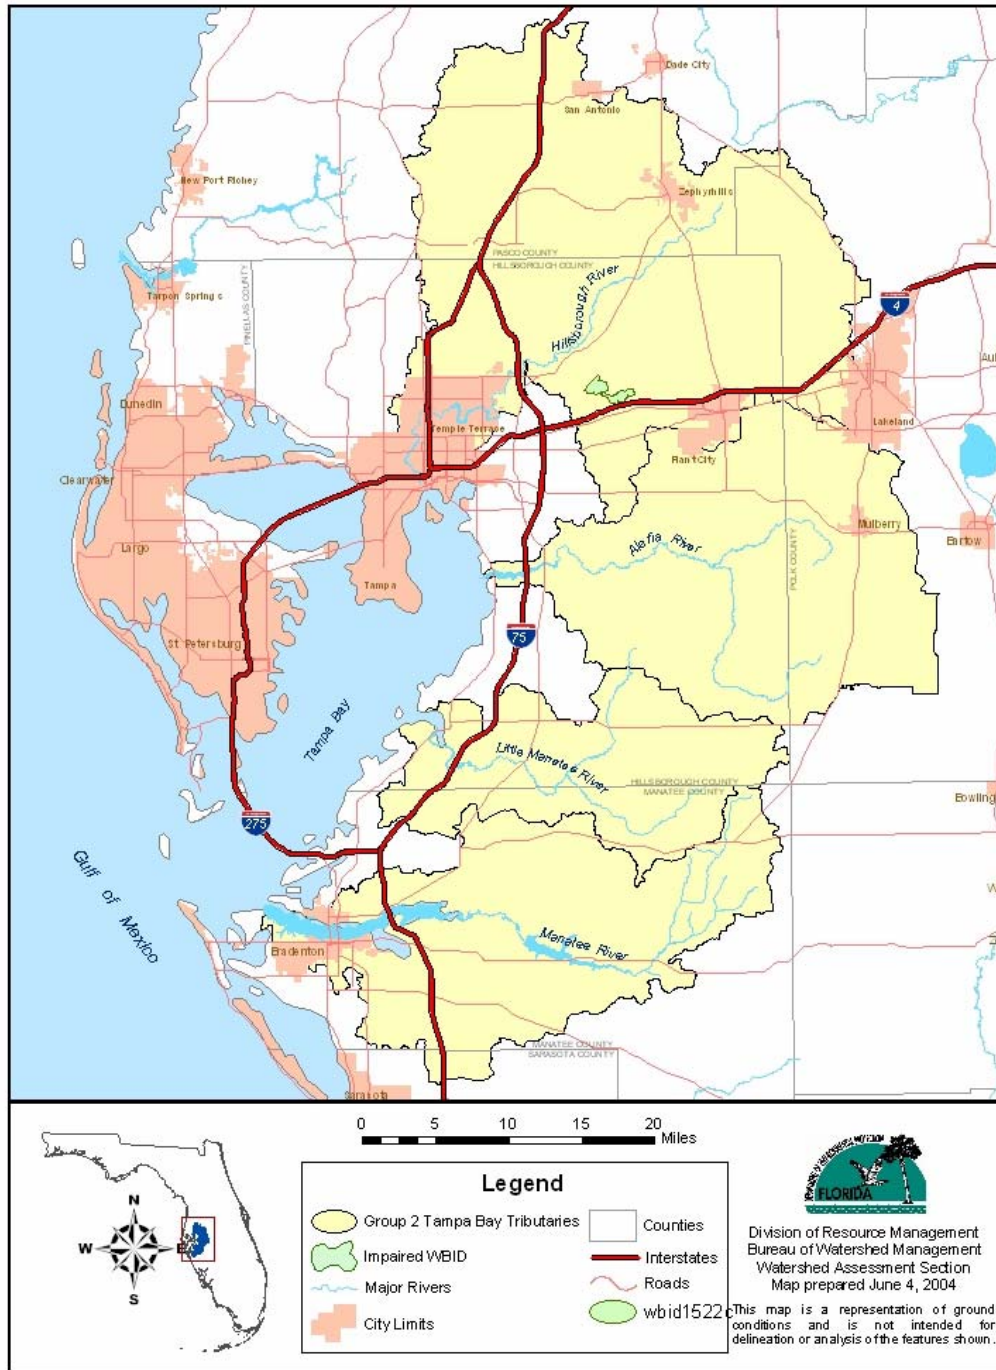 Dade City
San Antonio
New Port Richey
Zephyrhills
PASCO COUNTY
HILLSBOROUGH COUNTY
Hillsborough River
Tarpon Springs
PINELLAS COUNTY
4
Dunedin
Temple Terrace
Lakeland
Plant City
Clearwater
Mulberry
Bartow
Largo
Alafia River
POLK COUNTY
Tampa
75
St. Petersburg
Tampa Bay
Little Manatee River
HILLSBOROUGH COUNTY
MANATEE COUNTY
Bowling
275
Gulf of Mexico
Manatee River
Bradenton
MANATEE COUNTY
SARASOTA COUNTY
Sarasota
0 5 10 15 20
Miles
N
W E
S
Legend
Group 2 Tampa Bay Tributaries
Impaired WBID
Major Rivers
City Limits
Counties
Interstates
Roads
wbid1522c
FLORIDA
Division of Resource Management
Bureau of Watershed Management
Watershed Assessment Section
Map prepared June 4, 2004
This map is a representation of ground
conditions and is not intended for
delineation or analysis of the features shown.